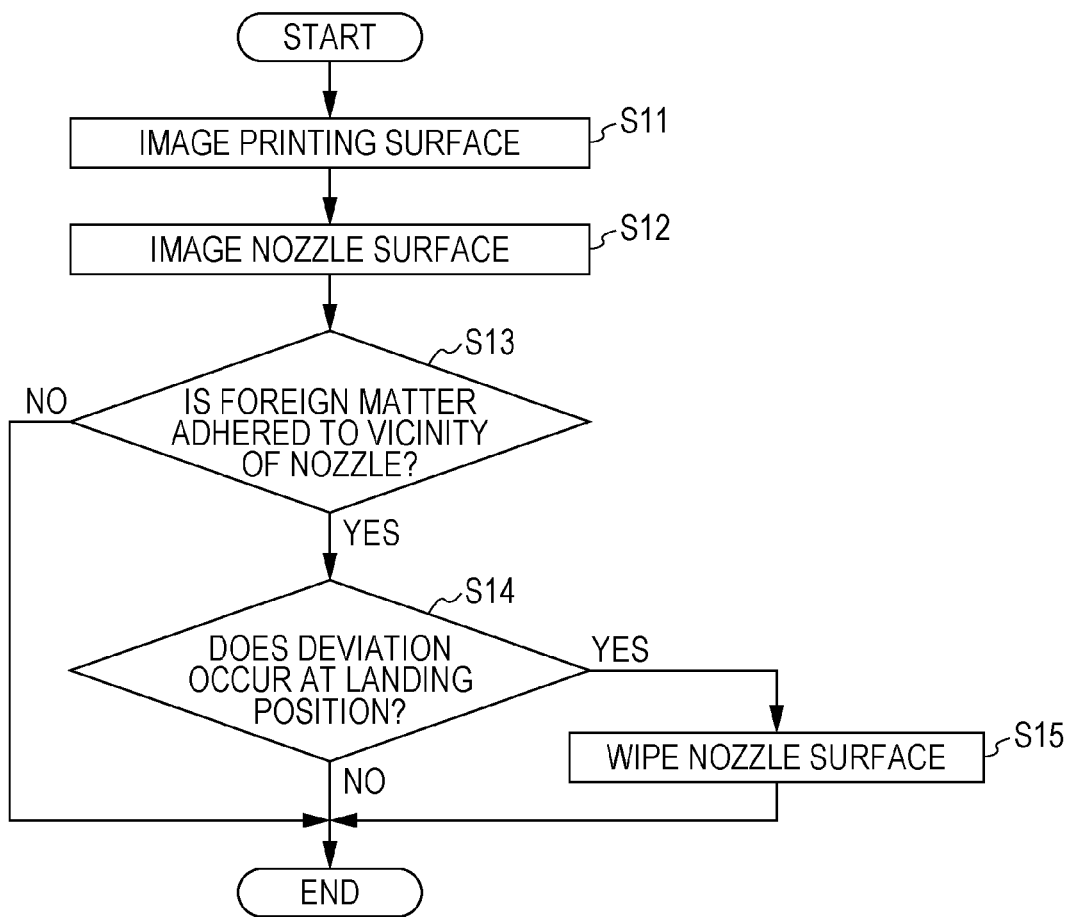 START
IMAGE PRINTING SURFACE
S11
IMAGE NOZZLE SURFACE
S12
S13
NO
IS FOREIGN MATTER
ADHERED TO VICINITY
OF NOZZLE?
YES
S14
DOES DEVIATION
OCCUR AT LANDING
POSITION?
YES
WIPE NOZZLE SURFACE
S15
NO
END